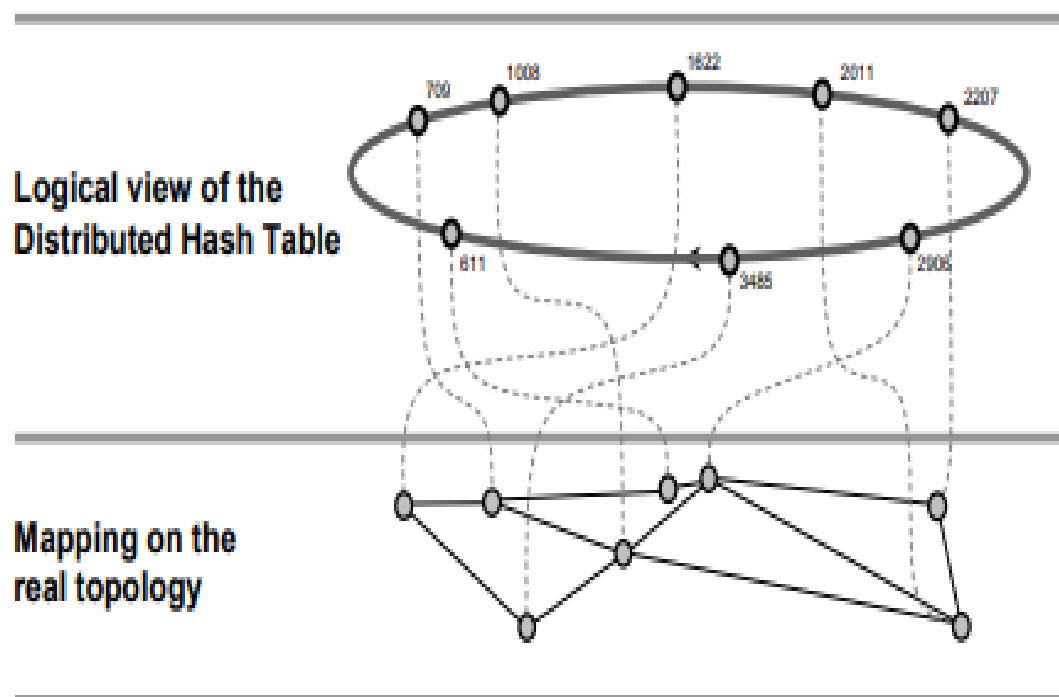 709
1008
1622
2011
2207
Logical view of the
Distributed Hash Table
611
3485
2906
Mapping on the
real topology